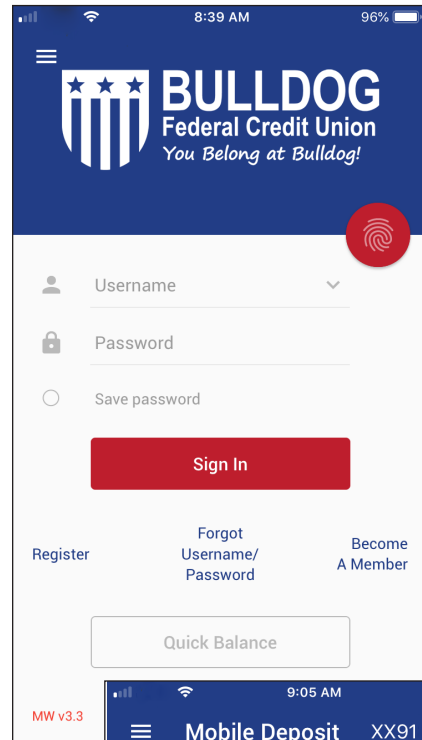 8:39 AM 96%
BULLDOG
Federal Credit Union
You Belong at Bulldog!
Username
Password
Save password
Sign In
Register
Forgot
Username/
Password
Become
A Member
Quick Balance
MW v3.3
9:05 AM
Mobile Deposit XX91